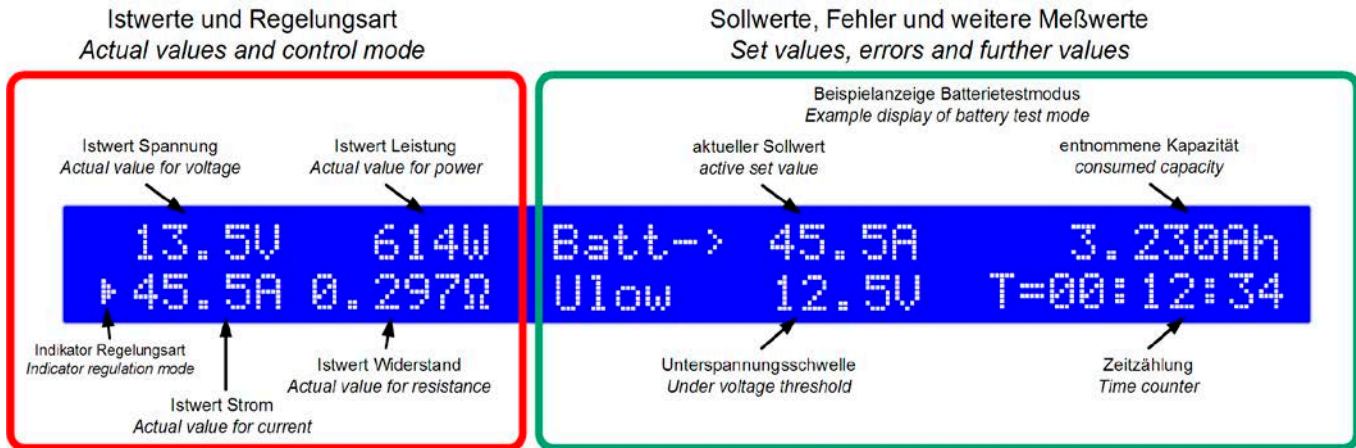 Istwerte und Regelungsart
Actual values and control mode
Sollwerte, Fehler und weitere Meßwerte
Set values, errors and further values
Beispielanzeige Batterietestmodus
Example display of battery test mode
Istwert Spannung
Actual value for voltage
Istwert Leistung
Actual value for power
aktueller Sollwert
active set value
entnommene Kapazität
consumed capacity
13.5V 614W Batt-> 45.5A 3.230Ah
45.5A 0.297Ω Ulow 12.5V T=00:12:34
Indikator Regelungsart
Indicator regulation mode
Istwert Strom
Actual value for current
Istwert Widerstand
Actual value for resistance
Unterspannungsschwelle
Under voltage threshold
Zeitzählung
Time counter